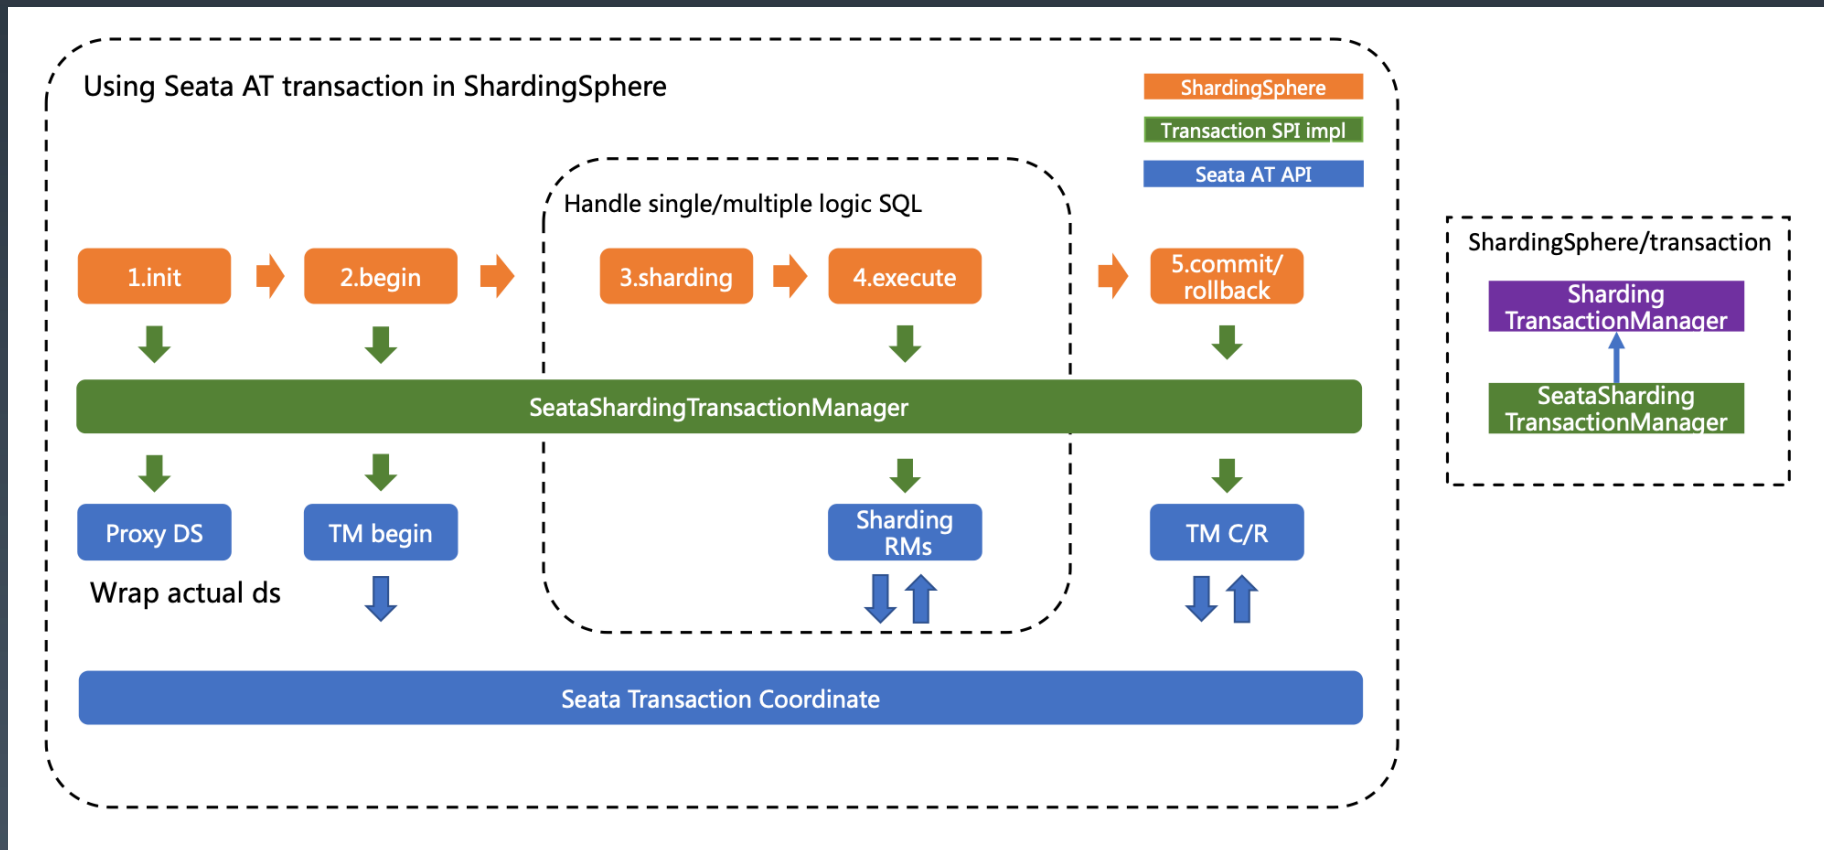 Using Seata AT transaction in ShardingSphere
ShardingSphere
Transaction SPI impl
Seata AT API
Handle single/multiple logic SQL
1.init
2.begin
3.sharding
4.execute
5.commit/
rollback
SeataShardingTransactionManager
Proxy DS
TM begin
Sharding
RMs
TM C/R
Wrap actual ds
Seata Transaction Coordinate
ShardingSphere/transaction
Sharding
TransactionManager
SeataSharding
TransactionManager